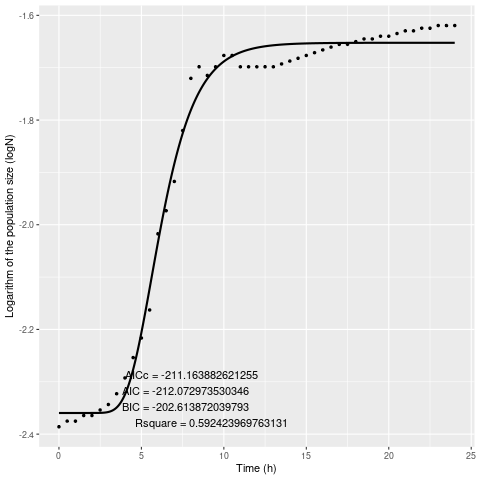 -1.6
-1.8
-2.0
-2.2
-2.4
Logarithm of the population size (logN)
AICc = -211.163882621255
AIC = -212.072973530346
BIC = -202.613872039793
Rsquare = 0.592423969763131
0 5 10 15 20 25
Time (h)